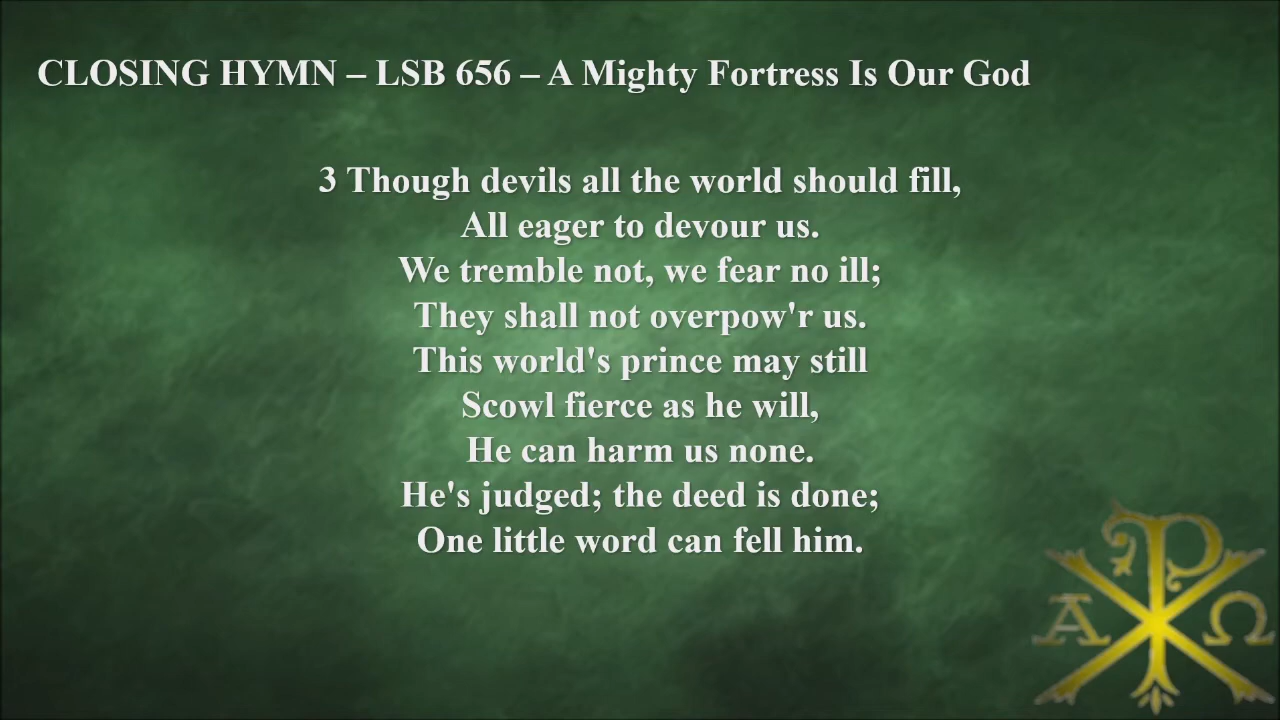 CLOSING HYMN – LSB 656 – A Mighty Fortress Is Our God
3 Though devils all the world should fill,
All eager to devour us.
We tremble not, we fear no ill;
They shall not overpow'r us.
This world's prince may still
Scowl fierce as he will,
He can harm us none.
He's judged; the deed is done;
One little word can fell him.
Α Ω